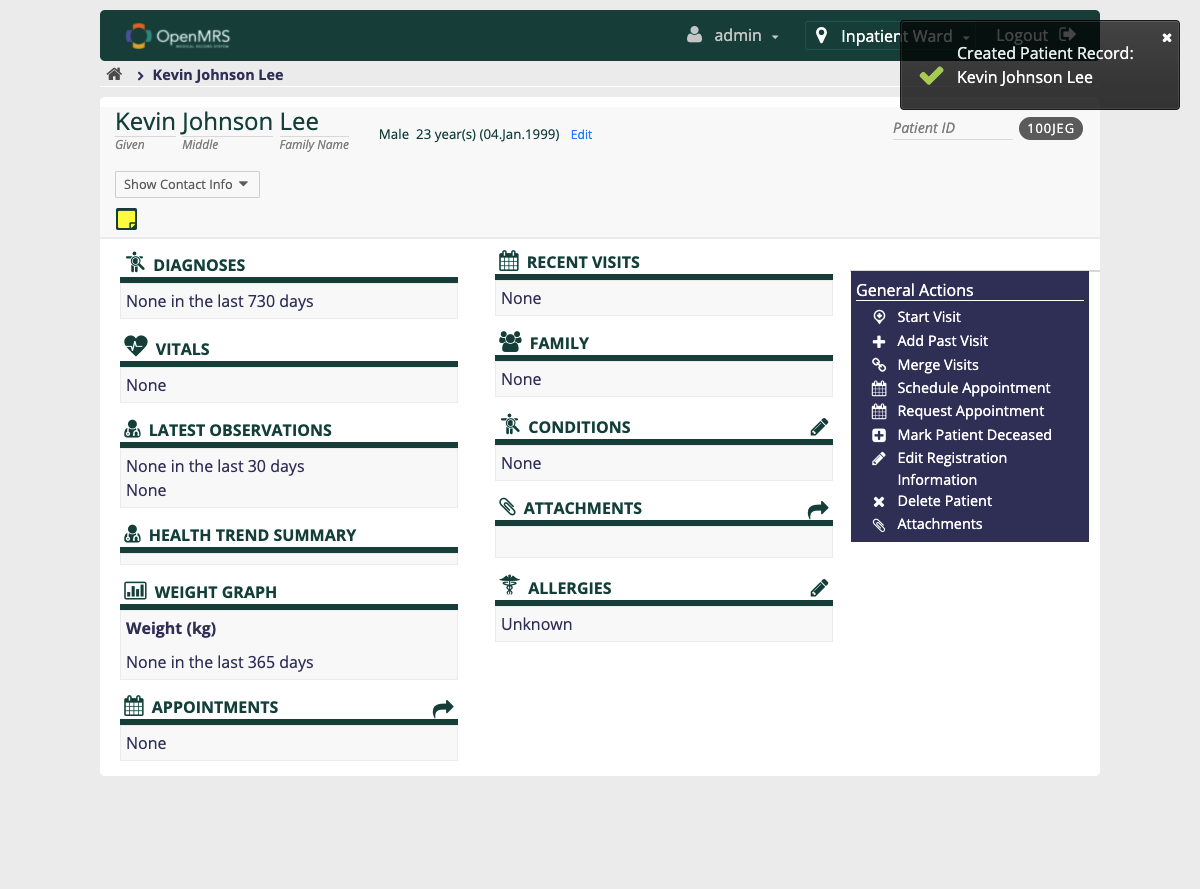 OpenMRS
MEDICAL RECORD SYSTEM
admin
Inpatient Ward
Logout
Created Patient Record:
Kevin Johnson Lee
Kevin Johnson Lee
Kevin Johnson Lee
Given Middle Family Name
Male 23 year(s) (04.Jan.1999) Edit
Patient ID 100JEG
Show Contact Info
DIAGNOSES
None in the last 730 days
VITALS
None
LATEST OBSERVATIONS
None in the last 30 days
None
HEALTH TREND SUMMARY
WEIGHT GRAPH
Weight (kg)
None in the last 365 days
APPOINTMENTS
None
RECENT VISITS
None
FAMILY
None
CONDITIONS
None
ATTACHMENTS
ALLERGIES
Unknown
General Actions
Start Visit
Add Past Visit
Merge Visits
Schedule Appointment
Request Appointment
Mark Patient Deceased
Edit Registration
Information
Delete Patient
Attachments